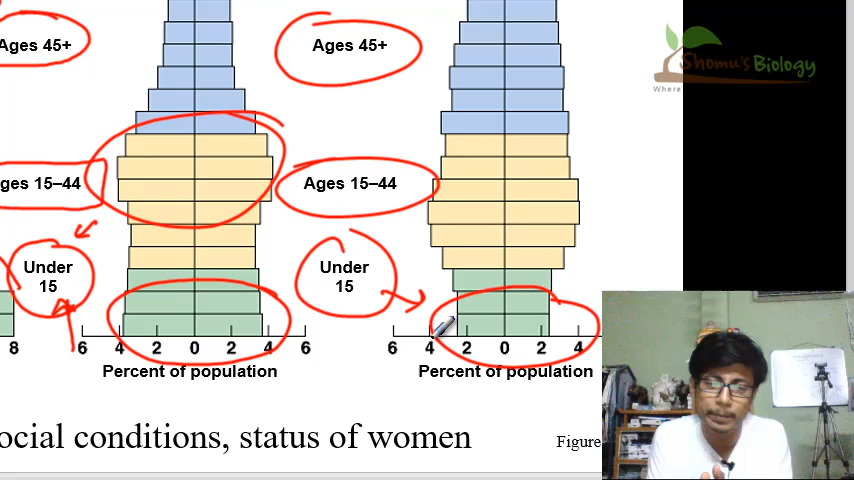 Ages 45+
Ages 45+
Shomu's Biology
Where
ges 15–44
Ages 15–44
Under
15
Under
15
8
6 4 2 0 2 4 6
6 4 2 0 2 4
Percent of population
Percent of population
ocial conditions, status of women
Figure